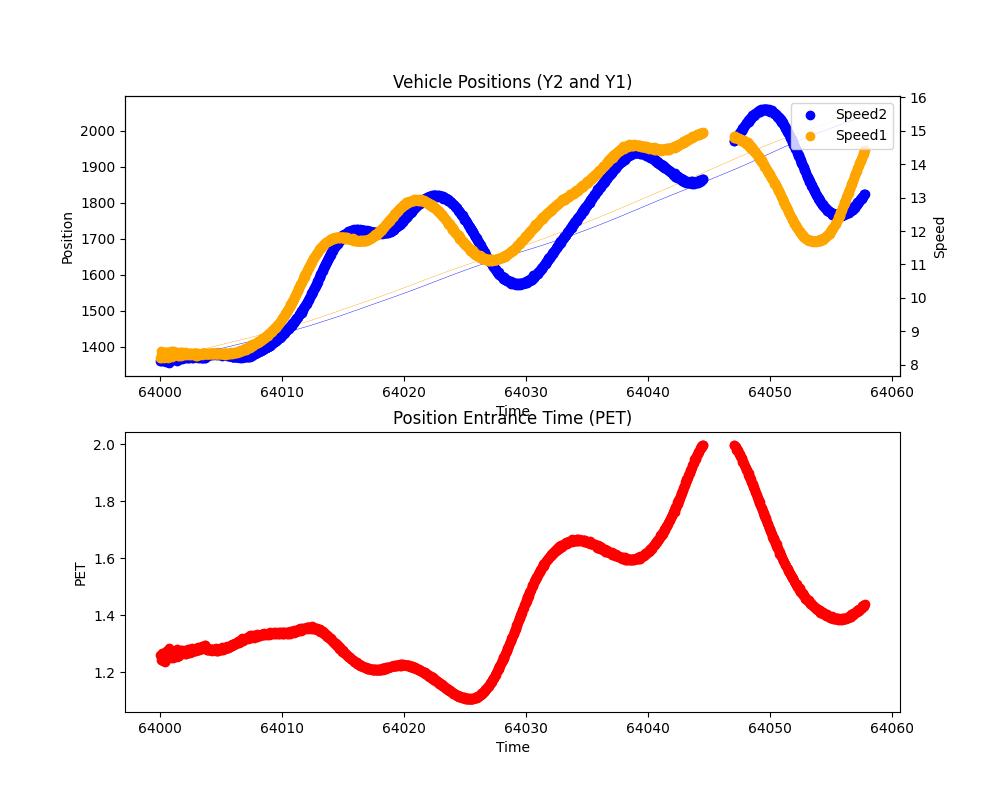 Vehicle Positions (Y2 and Y1)
2000
1900
1800
1700
1600
1500
1400
Position
16
15
14
13
12
11
10
9
8
Speed
Speed2
Speed1
64000 64010 64020 64030 64040 64050 64060
Time
Position Entrance Time (PET)
2.0
1.8
1.6
1.4
1.2
PET
64000 64010 64020 64030 64040 64050 64060
Time